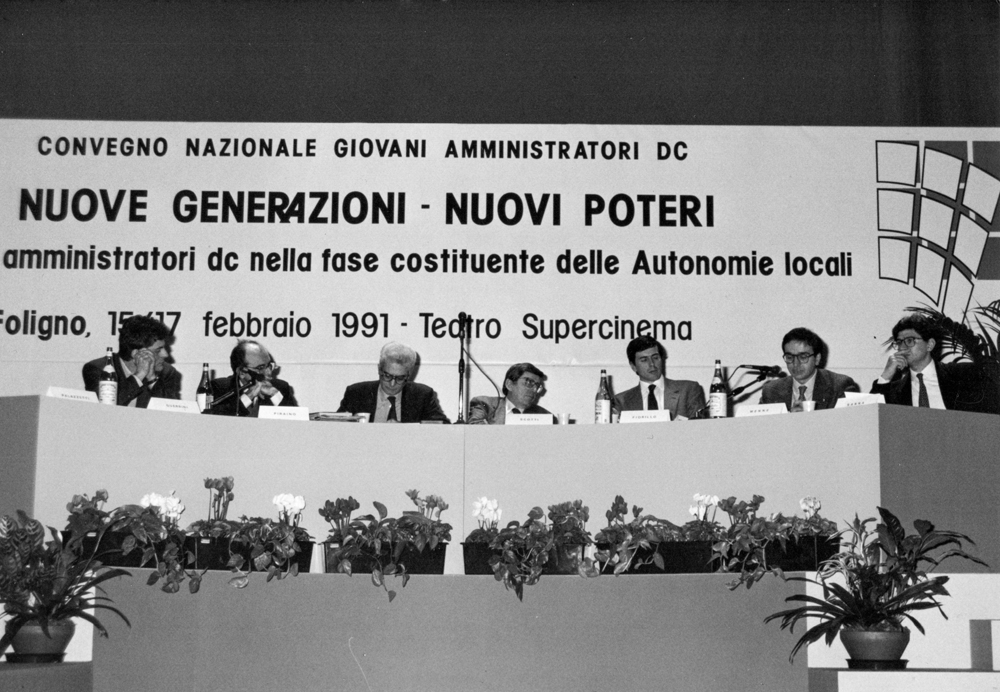 CONVEGNO NAZIONALE GIOVANI AMMINISTRATORI DC
NUOVE GENERAZIONI - NUOVI POTERI
amministratori dc nella fase costituente delle Autonomie locali
Foligno, 15/17 febbraio 1991 - Teatro Supercinema
FIORILLO